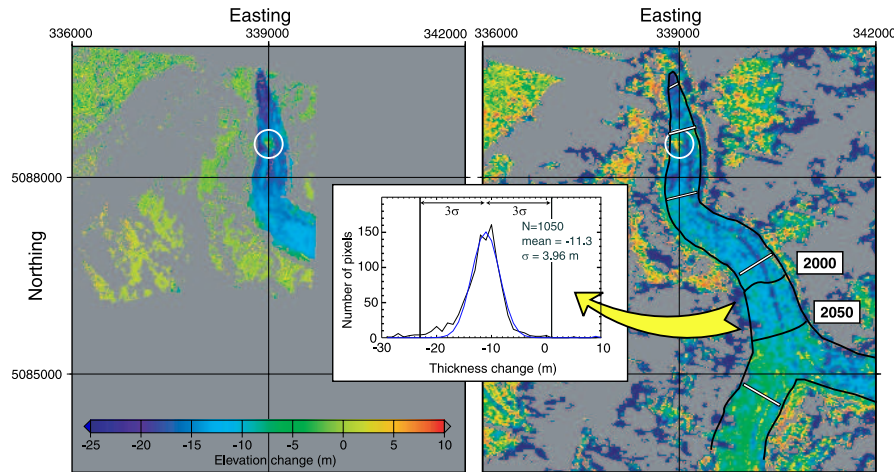 Easting
Easting
336000
339000
342000
336000
339000
342000
Northing
5088000
5085000
3σ
3σ
N=1050
mean = -11.3
σ = 3.96 m
Number of pixels
150
100
50
0
-30
-20
-10
0
10
Thickness change (m)
2000
2050
-25
-20
-15
-10
-5
0
5
10
Elevation change (m)